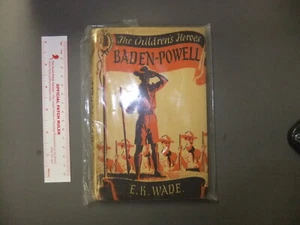 The Children's Heroes
BADEN-POWELL
E. K. WADE.
OFFICIAL PATCH RULER